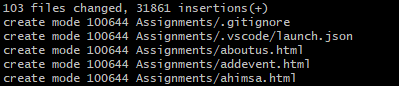 103 files changed, 31861 insertions(+)
create mode 100644 Assignments/.gitignore
create mode 100644 Assignments/.vscode/launch.json
create mode 100644 Assignments/aboutus.html
create mode 100644 Assignments/addevent.html
create mode 100644 Assignments/ahimsa.html